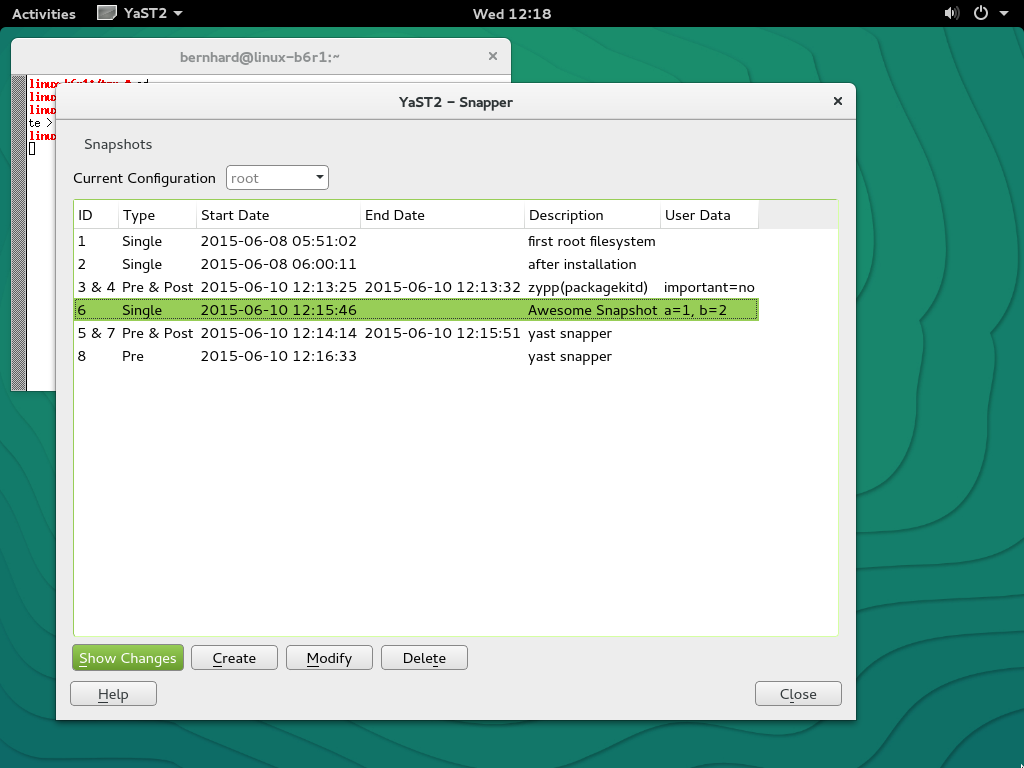 Activities YaST2 Wed 12:18
bernhard@linux-b6r1:~
linux-b6r1:/tmp # cd
linux
linux
te >
linux
YaST2 - Snapper
Snapshots
Current Configuration root
ID Type Start Date End Date Description User Data
1 Single 2015-06-08 05:51:02 first root filesystem
2 Single 2015-06-08 06:00:11 after installation
3 & 4 Pre & Post 2015-06-10 12:13:25 2015-06-10 12:13:32 zypp(packagekitd) important=no
6 Single 2015-06-10 12:15:46 Awesome Snapshot a=1, b=2
5 & 7 Pre & Post 2015-06-10 12:14:14 2015-06-10 12:15:51 yast snapper
8 Pre 2015-06-10 12:16:33 yast snapper
Show Changes Create Modify Delete
Help Close